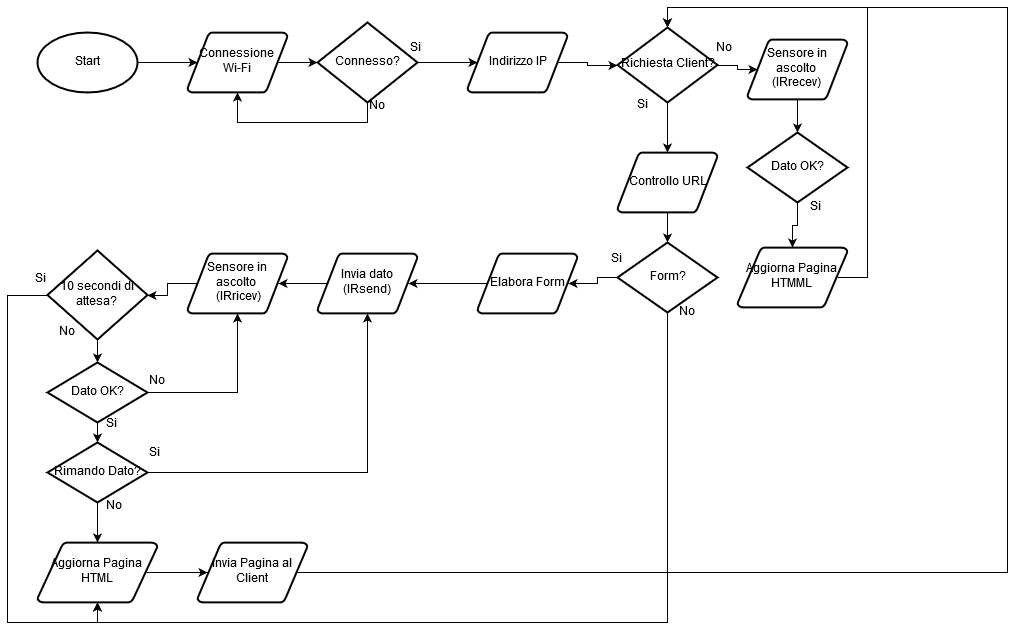 Start
Connessione
Wi-Fi
Connesso?
Si
No
Indirizzo IP
Richiesta Client?
No
Si
Sensore in
ascolto
(IRrecev)
Dato OK?
Si
Aggiorna Pagina
HTMML
Controllo URL
Form?
Si
No
Elabora Form
Invia dato
(IRsend)
Sensore in
ascolto
(IRricev)
10 secondi di
attesa?
Si
No
Dato OK?
No
Si
Rimando Dato?
Si
No
Aggiorna Pagina
HTML
Invia Pagina al
Client